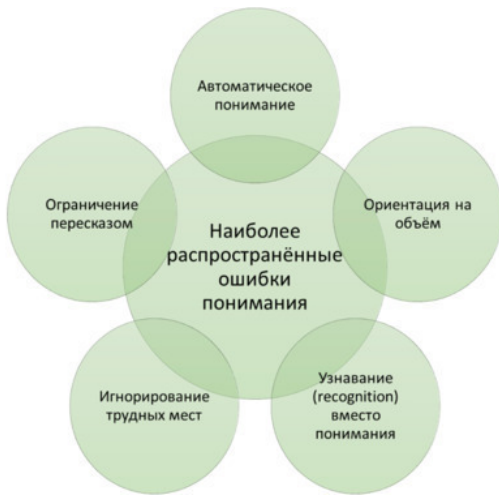 Автоматическое
понимание
Ограничение
пересказом
Ориентация на
объём
Наиболее
распространённые
ошибки
понимания
Игнорирование
трудных мест
Узнавание
(recognition)
вместо
понимания